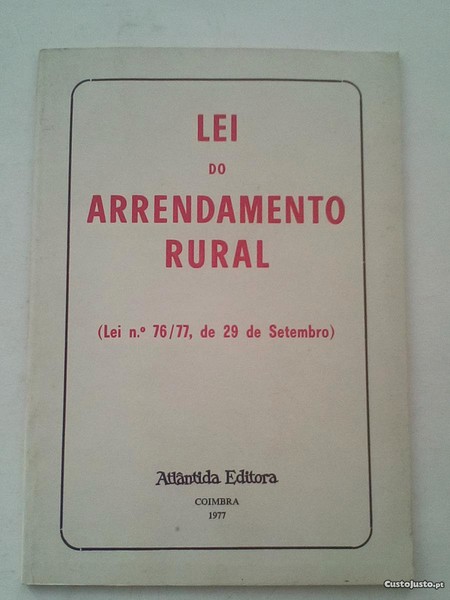 LEI
DO
ARRENDAMENTO
RURAL
(Lei n.º 76/77, de 29 de Setembro)
Atlântida Editora
COIMBRA
1977
CustoJusto.pt